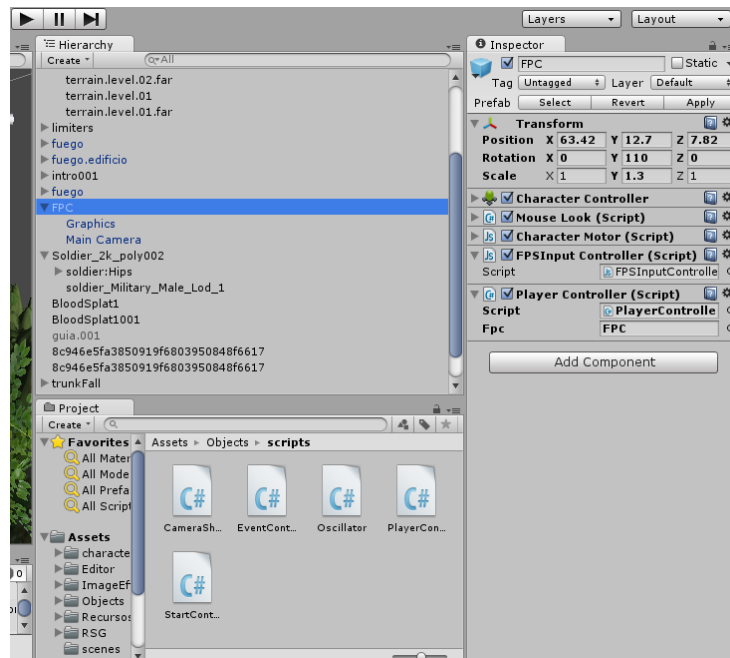 Layers Layout
Hierarchy
Create All
terrain.level.02.far
terrain.level.01
terrain.level.01.far
limiters
fuego
fuego.edificio
intro001
fuego
FPC
Graphics
Main Camera
Soldier_2k_poly002
soldier:Hips
soldier_Military_Male_Lod_1
BloodSplat1
BloodSplat1001
guia.001
8c946e5fa3850919f6803950848f6617
8c946e5fa3850919f6803950848f6617
trunkFall
Project
Create
Favorites
All Mater
All Mode
All Prefa
All Script
Assets
characte
Editor
ImageEf
Objects
Recursos
RSG
scenes
Assets Objects scripts
C# C# C# C#
CameraSh... EventCont... Oscillator PlayerCon...
C#
StartCont...
0
Inspector
FPC Static
Tag Untagged Layer Default
Prefab Select Revert Apply
Transform
Position X 63.42 Y 12.7 Z 7.82
Rotation X 0 Y 110 Z 0
Scale X 1 Y 1.3 Z 1
Character Controller
C# Mouse Look (Script)
Js Character Motor (Script)
Js FPSInput Controller (Script)
Script FPSInputControlle
C# Player Controller (Script)
Script PlayerControlle
Fpc FPC
Add Component